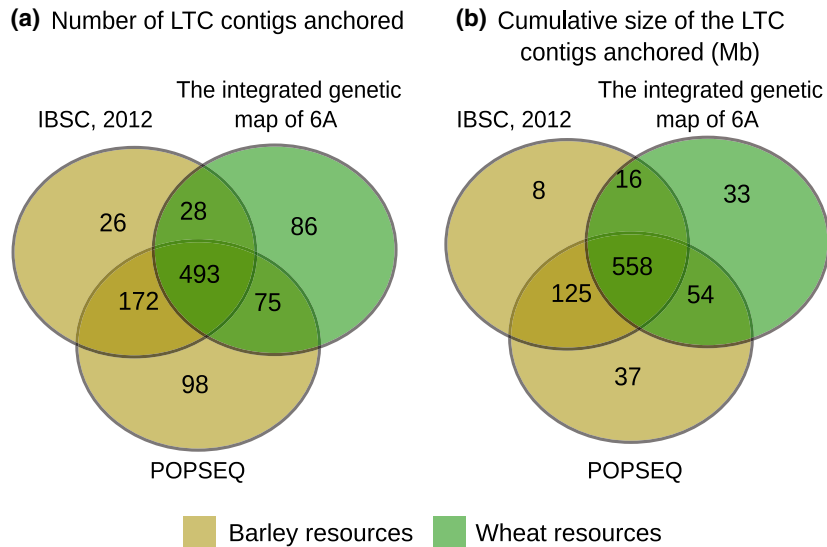 (a) Number of LTC contigs anchored
IBSC, 2012
The integrated genetic
map of 6A
26
28
86
493
172
75
98
POPSEQ
(b) Cumulative size of the LTC
contigs anchored (Mb)
IBSC, 2012
The integrated genetic
map of 6A
8
16
33
558
125
54
37
POPSEQ
Barley resources
Wheat resources